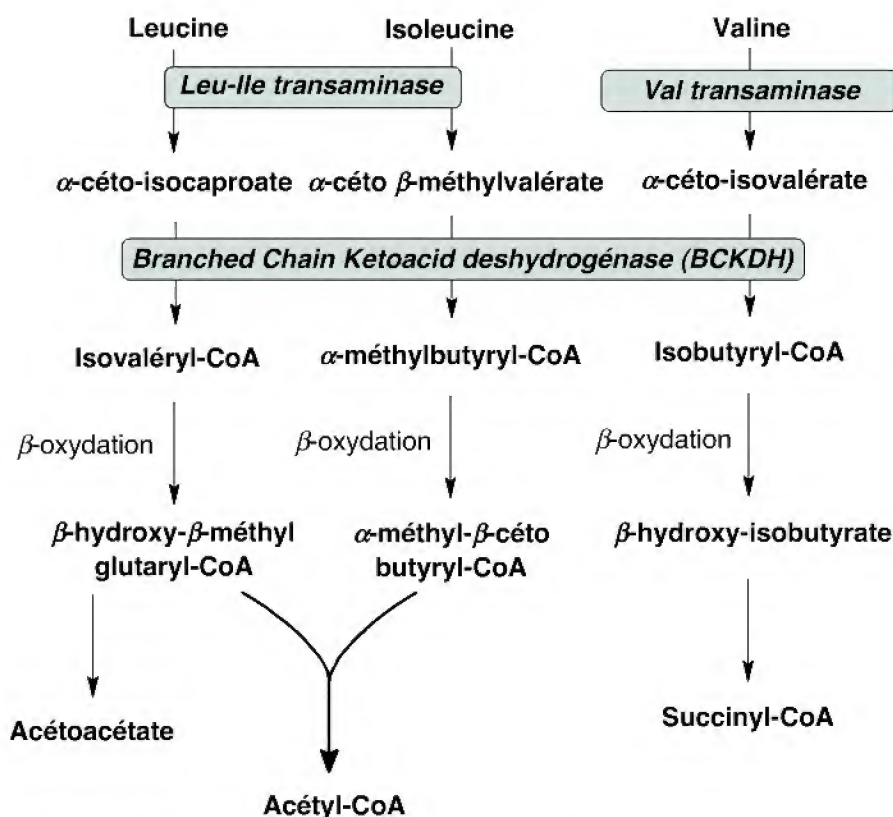 Leucine Isoleucine Valine
Leu-Ile transaminase Val transaminase
α-céto-isocaproate α-céto β-méthylvalérate α-céto-isovalérate
Branched Chain Ketoacid deshydrogénase (BCKDH)
Isovaléryl-CoA α-méthylbutyryl-CoA Isobutyryl-CoA
β-oxydation β-oxydation β-oxydation
β-hydroxy-β-méthyl α-méthyl-β-céto β-hydroxy-isobutyrate
glutaryl-CoA butyryl-CoA
Acétoacétate Succinyl-CoA
Acétyl-CoA